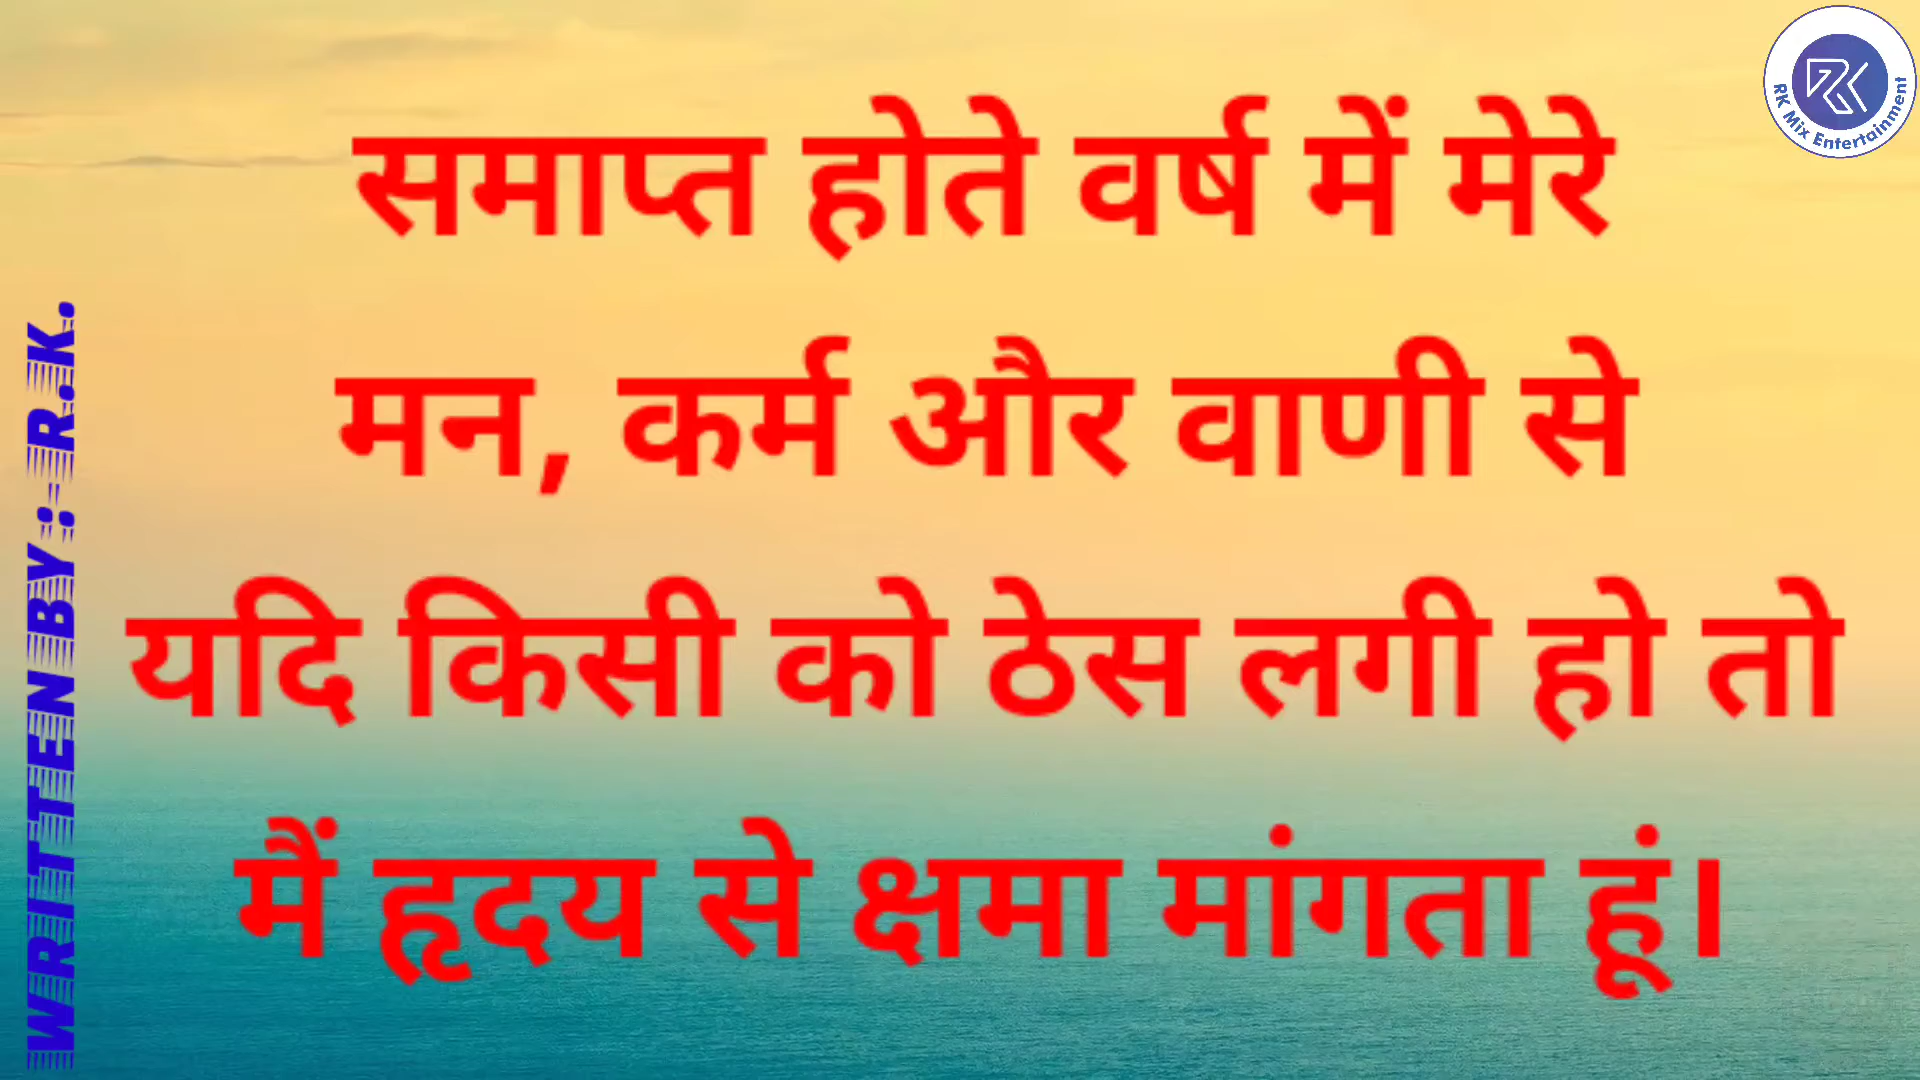 समाप्त होते वर्ष में मेरे
मन, कर्म और वाणी से
यदि किसी को ठेस लगी हो तो
मैं हृदय से क्षमा मांगता हूं।
WRITTEN BY:- R.K.
RK Mix Entertainment